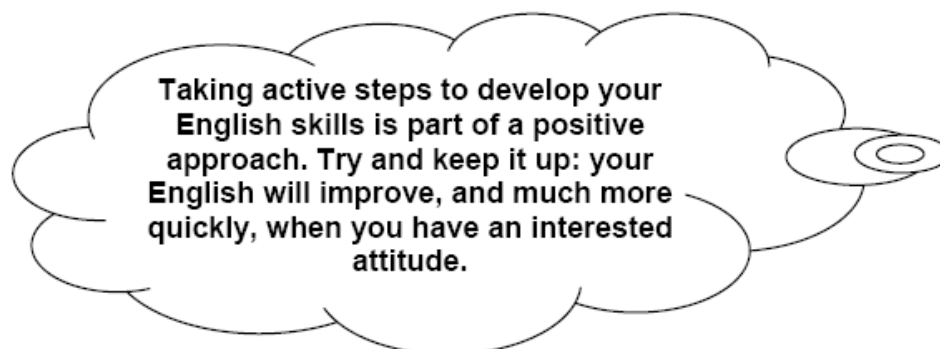 Taking active steps to develop your
English skills is part of a positive
approach. Try and keep it up: your
English will improve, and much more
quickly, when you have an interested
attitude.